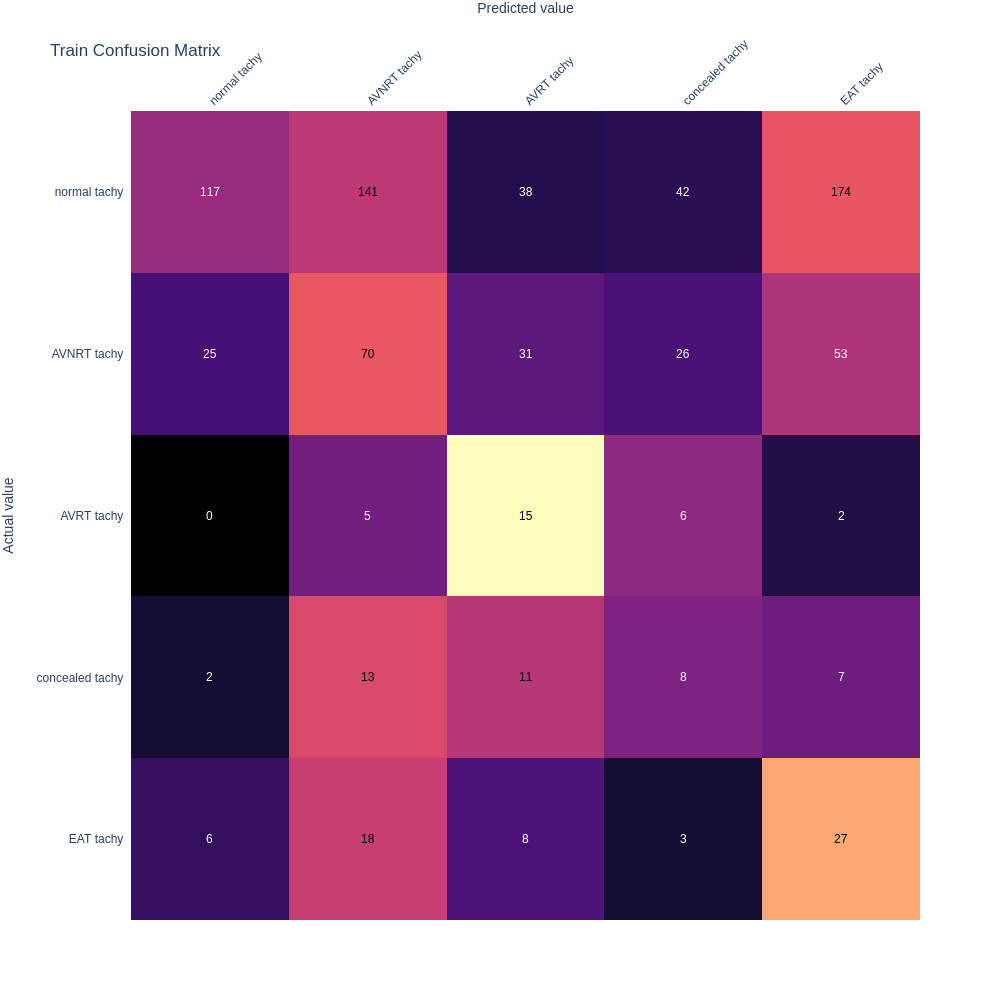 Predicted value
Train Confusion Matrix
normal tachy
AVNRT tachy
AVRT tachy
concealed tachy
EAT tachy
normal tachy 117 141 38 42 174
AVNRT tachy 25 70 31 26 53
Actual value
AVRT tachy 0 5 15 6 2
concealed tachy 2 13 11 8 7
EAT tachy 6 18 8 3 27